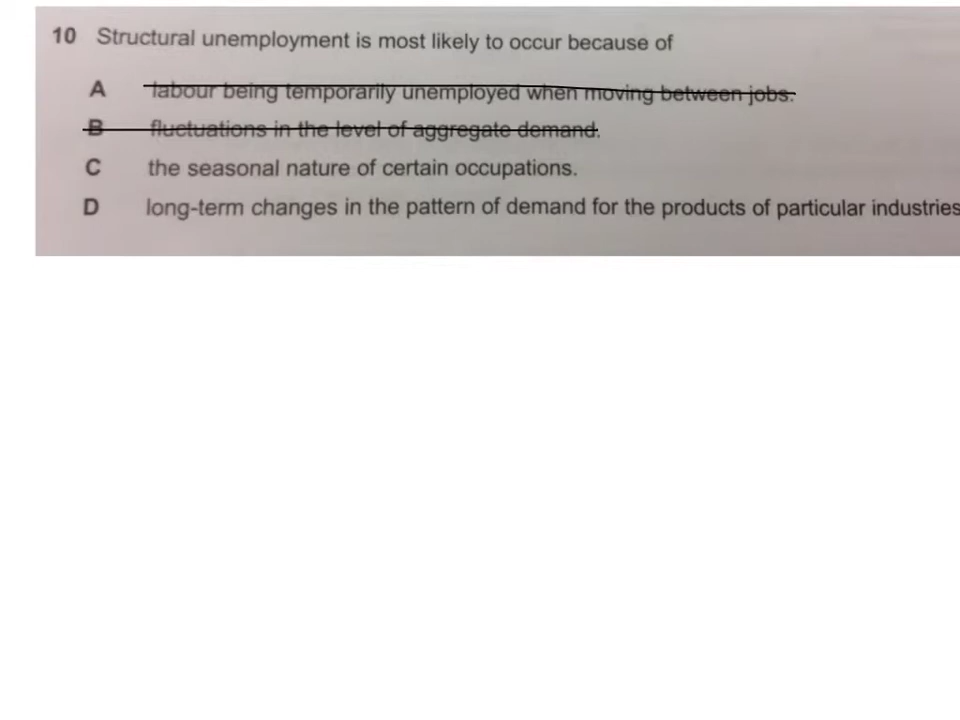 10 Structural unemployment is most likely to occur because of
A labour being temporarily unemployed when moving between jobs.
B fluctuations in the level of aggregate demand.
C the seasonal nature of certain occupations.
D long-term changes in the pattern of demand for the products of particular industries